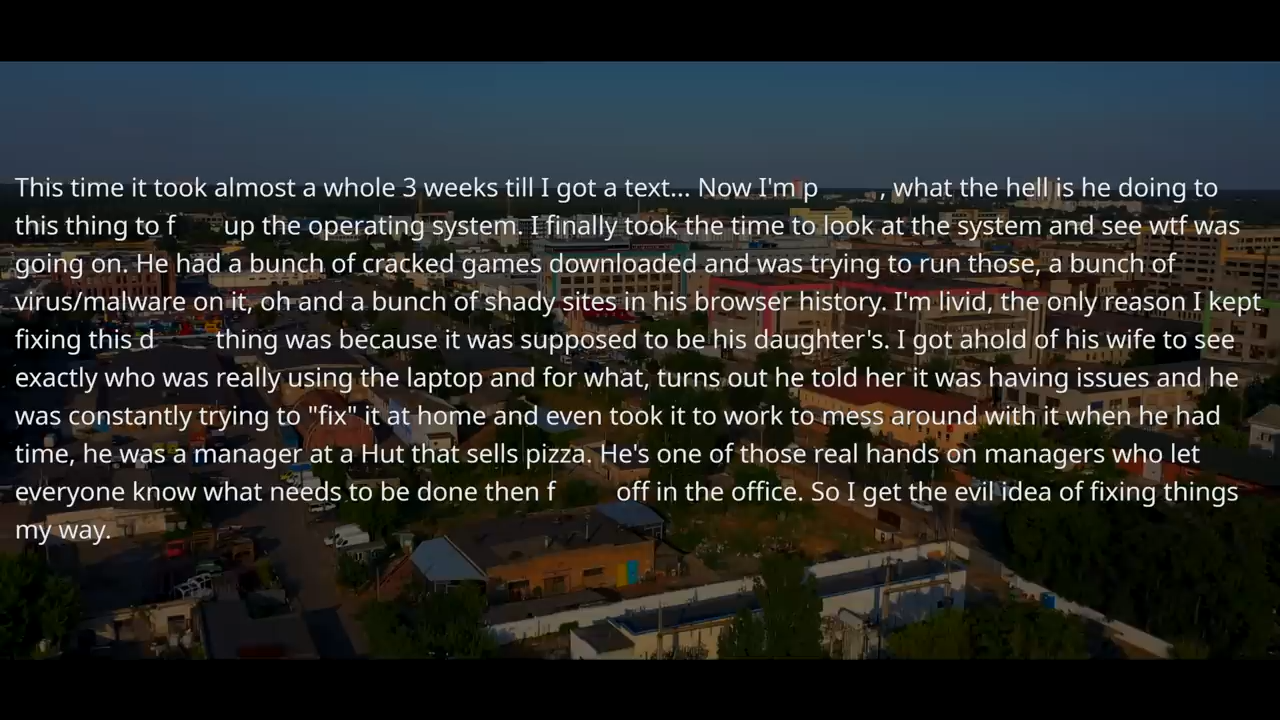 This time it took almost a whole 3 weeks till I got a text... Now I'm p , what the hell is he doing to
this thing to f up the operating system. I finally took the time to look at the system and see wtf was
going on. He had a bunch of cracked games downloaded and was trying to run those, a bunch of
virus/malware on it, oh and a bunch of shady sites in his browser history. I'm livid, the only reason I kept
fixing this d thing was because it was supposed to be his daughter's. I got ahold of his wife to see
exactly who was really using the laptop and for what, turns out he told her it was having issues and he
was constantly trying to "fix" it at home and even took it to work to mess around with it when he had
time, he was a manager at a Hut that sells pizza. He's one of those real hands on managers who let
everyone know what needs to be done then f off in the office. So I get the evil idea of fixing things
my way.